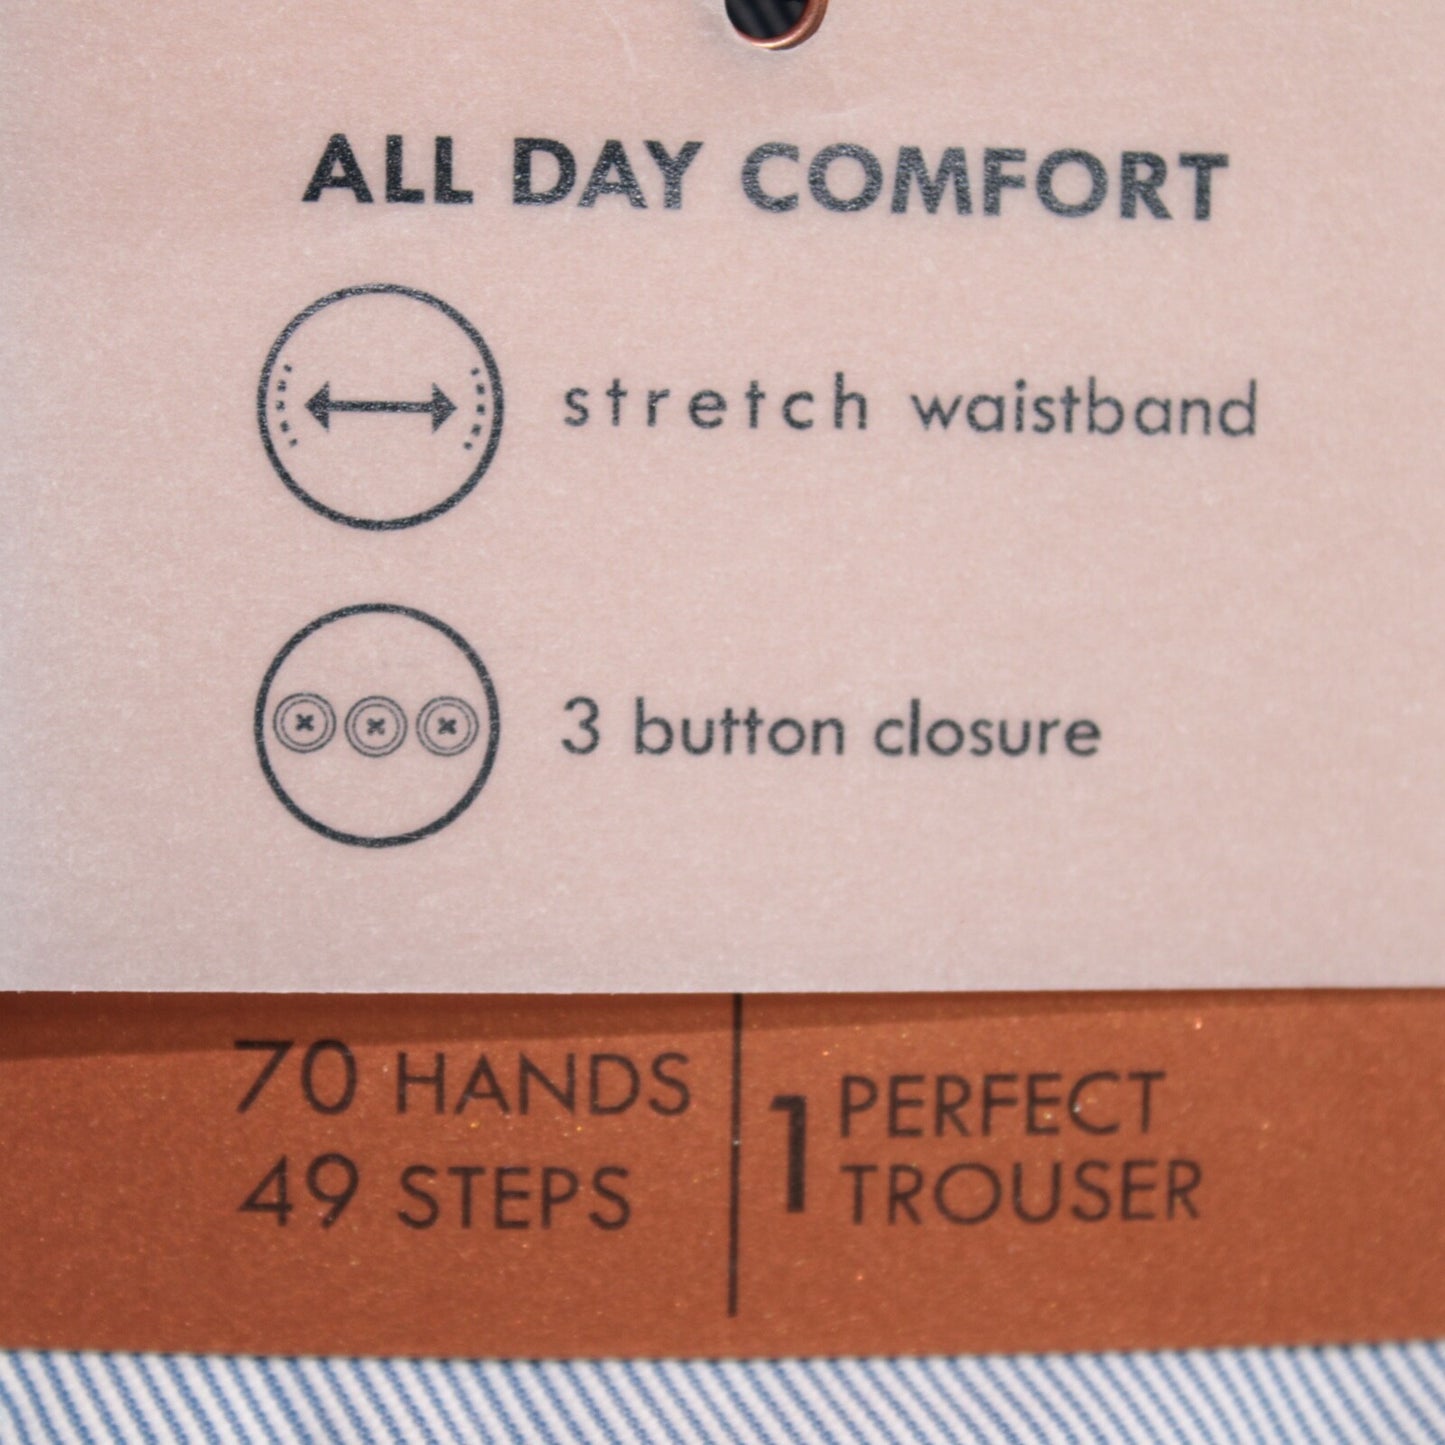 ALL DAY COMFORT
stretch waistband
3 button closure
70 HANDS
49 STEPS
1 PERFECT
TROUSER